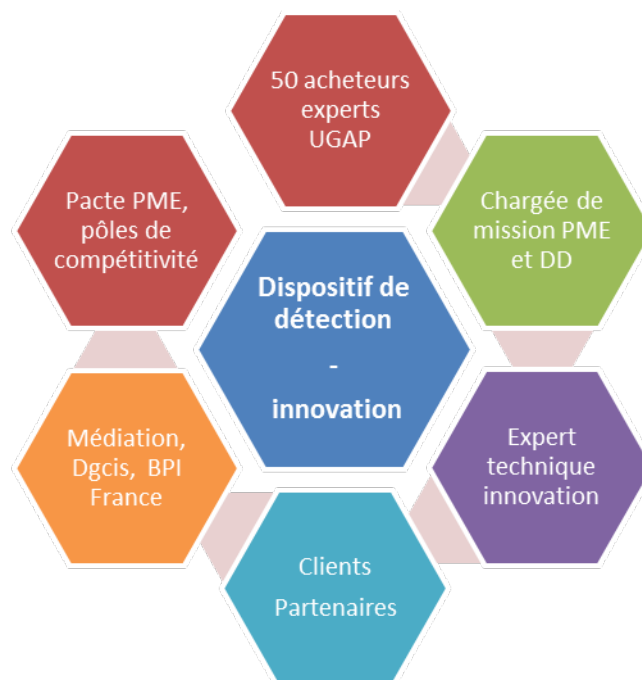 50 acheteurs
experts
UGAP
Pacte PME,
pôles de
compétitivité
Chargée de
mission PME
et DD
Dispositif de
détection
-
innovation
Médiation,
Dgcis, BPI
France
Expert
technique
innovation
Clients
Partenaires